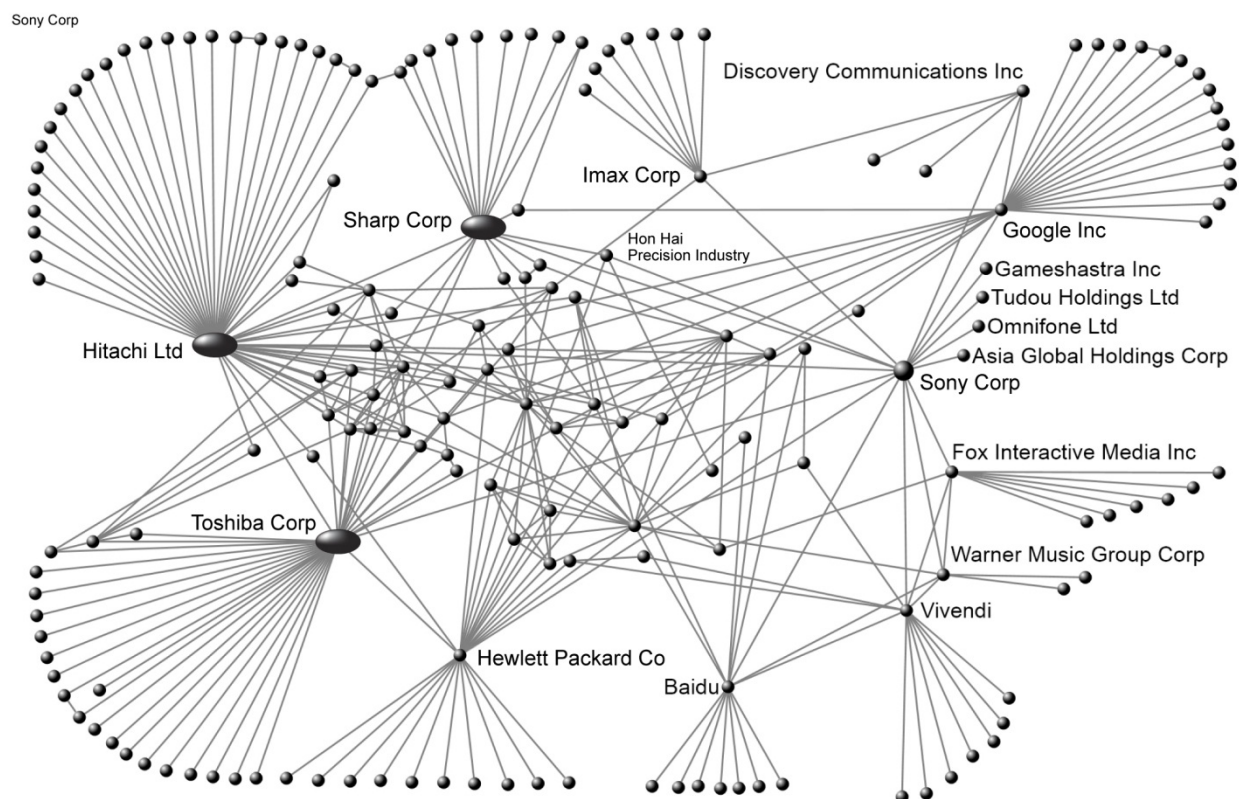 Sony Corp
Discovery Communications Inc
Imax Corp
Sharp Corp
Google Inc
Hon Hai
Precision Industry
Gameshastra Inc
Tudou Holdings Ltd
Omnifone Ltd
Hitachi Ltd
Asia Global Holdings Corp
Sony Corp
Fox Interactive Media Inc
Toshiba Corp
Warner Music Group Corp
Vivendi
Hewlett Packard Co
Baidu